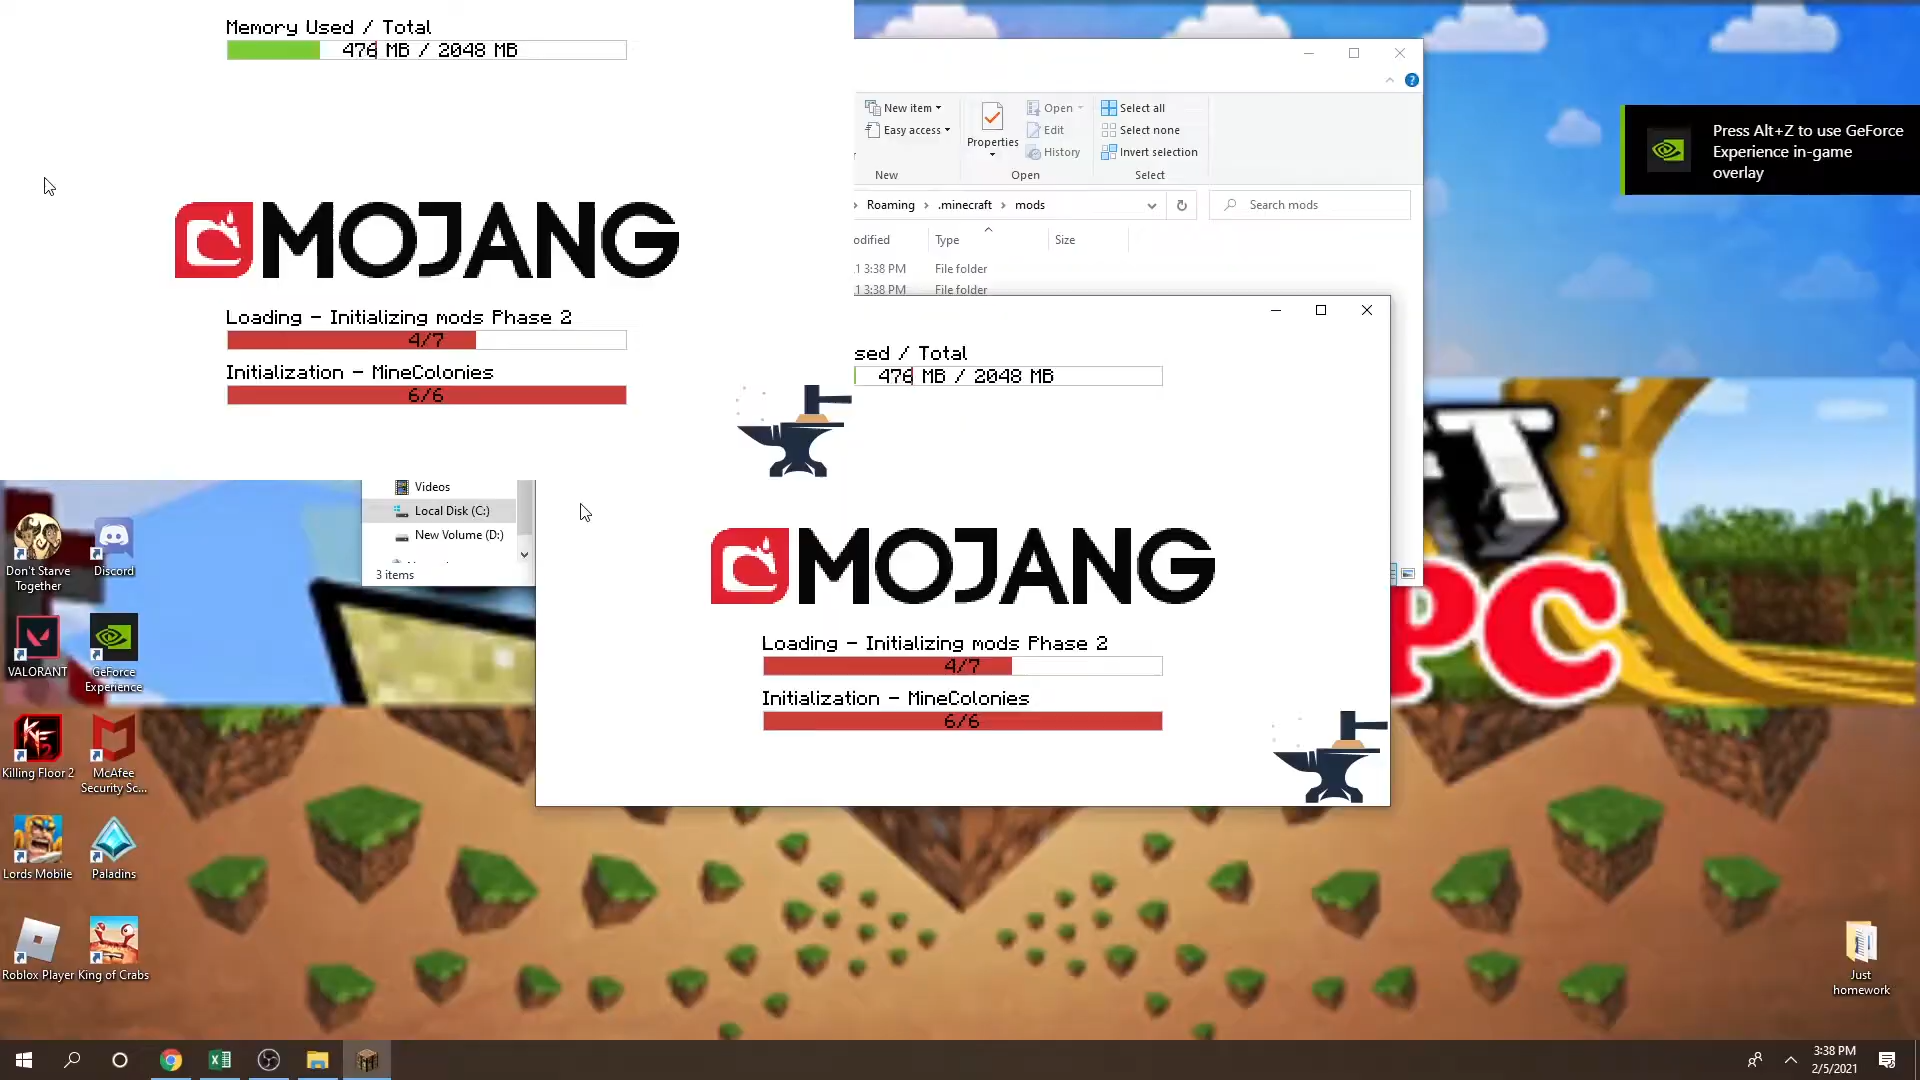 Memory Used / Total
476 MB / 2048 MB
MOJANG
Loading - Initializing mods Phase 2
4/7
Initialization - MineColonies
6/6
New item
Easy access
New
Properties
Open
Edit
History
Open
Select all
Select none
Invert selection
Select
Roaming
.minecraft
mods
Search mods
odified
Type
Size
1 3:38 PM
File folder
1 3:38 PM
File folder
Press Alt+Z to use GeForce
Experience in-game
overlay
sed / Total
476 MB / 2048 MB
MOJANG
Loading - Initializing mods Phase 2
4/7
Initialization - MineColonies
6/6
Videos
Local Disk (C:)
New Volume (D:)
3 items
PC
Don't Starve
Together
Discord
VALORANT
GeForce
Experience
Killing Floor 2
McAfee
Security Sc...
Lords Mobile
Paladins
Roblox Player
King of Crabs
Just
homework
3:38 PM
2/5/2021